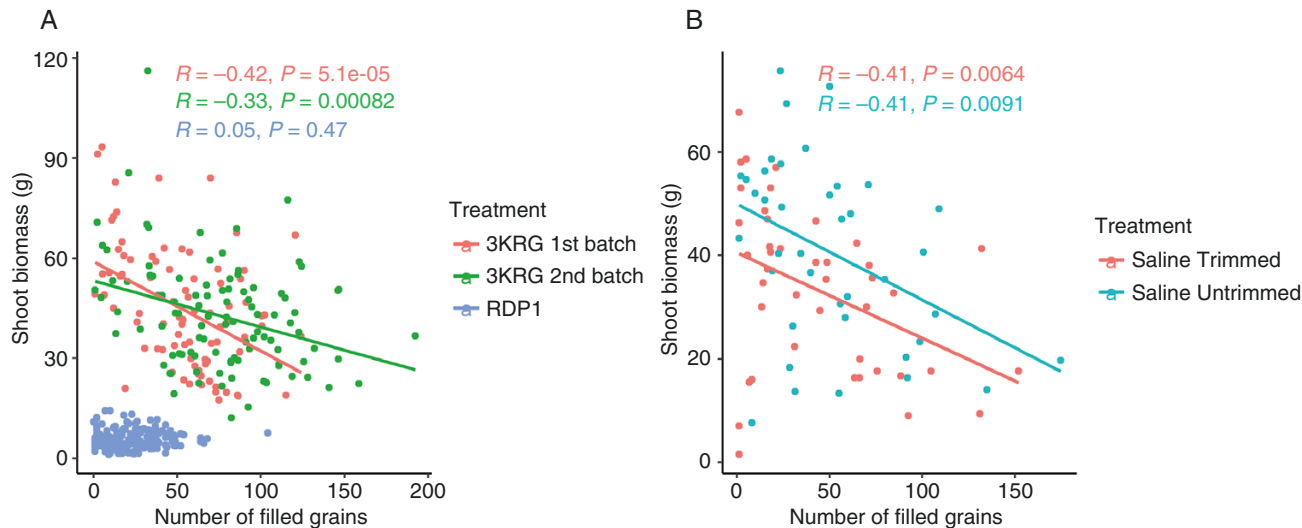 A
R = −0.42, P = 5.1e-05
R = −0.33, P = 0.00082
R = 0.05, P = 0.47
120
90
60
30
0
Shoot biomass (g)
0 50 100 150 200
Number of filled grains
Treatment
a 3KRG 1st batch
a 3KRG 2nd batch
a RDP1
B
R = −0.41, P = 0.0064
R = −0.41, P = 0.0091
60
40
20
0
Shoot biomass (g)
0 50 100 150
Number of filled grains
Treatment
a Saline Trimmed
a Saline Untrimmed